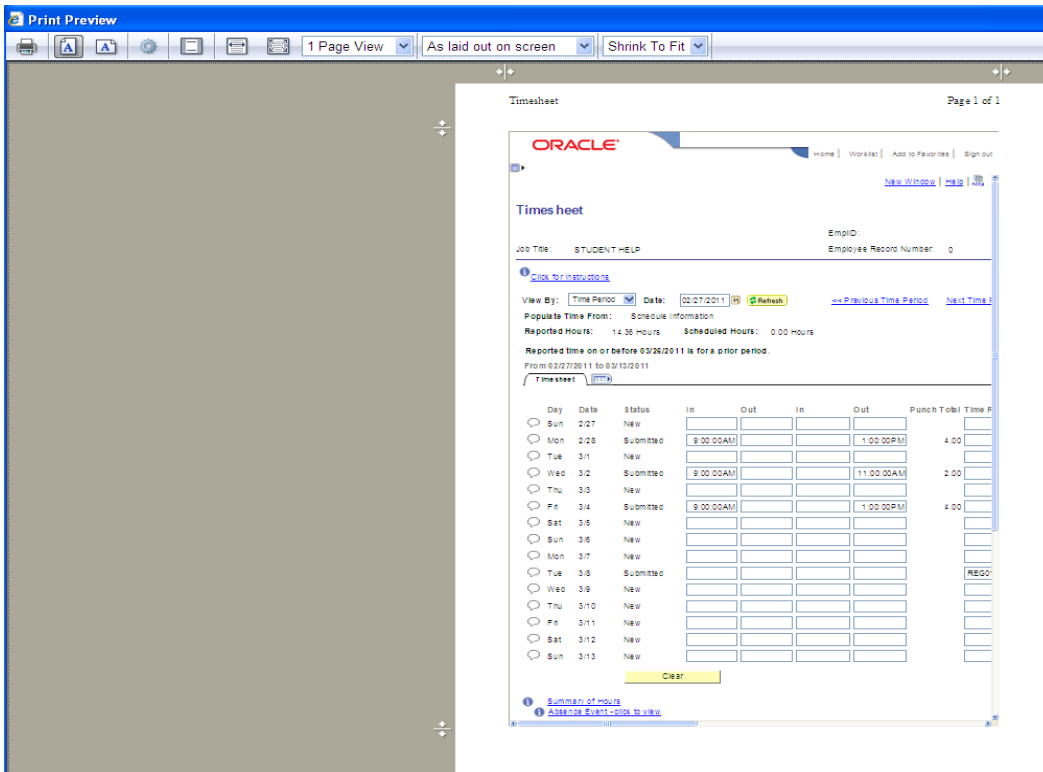 Print Preview
1 Page View As laid out on screen Shrink To Fit
Timesheet Page 1 of 1
ORACLE
Home | Worklist | Add to Favorites | Sign out
New Window | Help |
Timesheet
EmplID:
Job Title: STUDENT HELP Employee Record Number: 0
Click for Instructions
View By: Time Period Date: 02/27/2011 Refresh << Previous Time Period Next Time
Populate Time From: Schedule Information
Reported Hours: 14.36 Hours Scheduled Hours: 0.00 Hours
Reported time on or before 03/26/2011 is for a prior period.
From 02/27/2011 to 03/13/2011
Timesheet
Day Date Status In Out In Out Punch Total Time R
Sun 2/27 New
Mon 2/28 Submitted 9:00:00AM 1:00:00PM 4.00
Tue 3/1 New
Wed 3/2 Submitted 9:00:00AM 11:00:00AM 2.00
Thu 3/3 New
Fri 3/4 Submitted 9:00:00AM 1:00:00PM 4.00
Sat 3/5 New
Sun 3/6 New
Mon 3/7 New
Tue 3/8 Submitted REG0
Wed 3/9 New
Thu 3/10 New
Fri 3/11 New
Sat 3/12 New
Sun 3/13 New
Clear
Summary of Hours
Absence Event - click to view